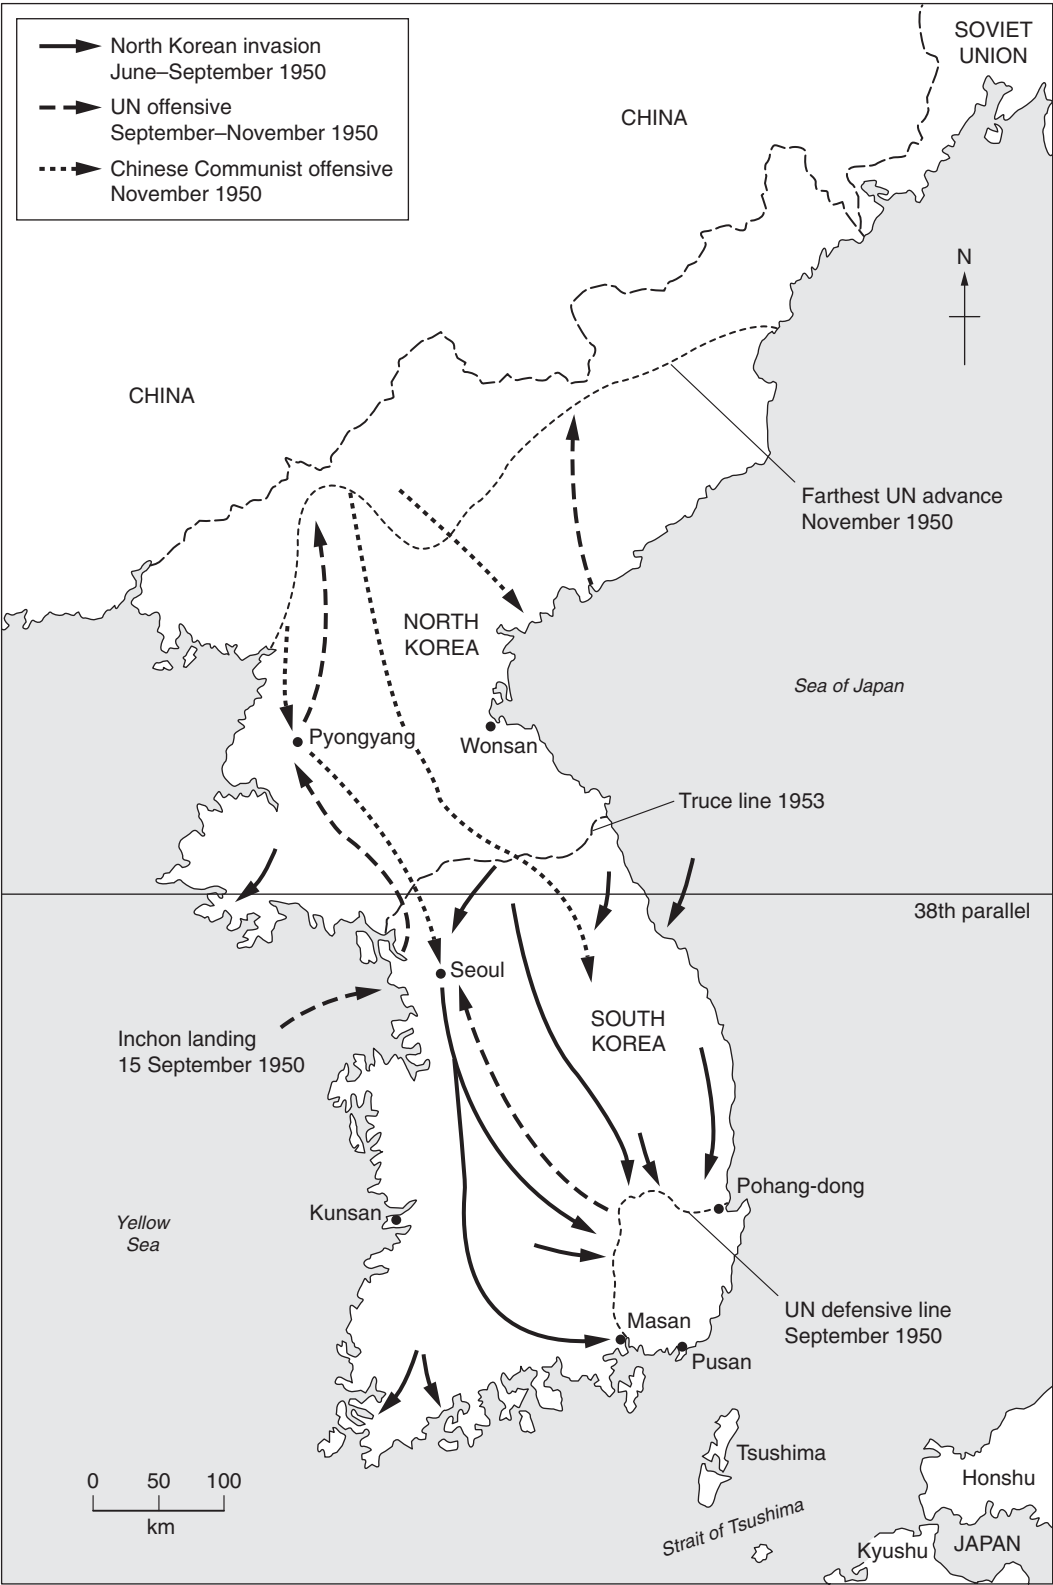 North Korean invasion
June–September 1950
UN offensive
September–November 1950
Chinese Communist offensive
November 1950
SOVIET
UNION
CHINA
N
CHINA
Farthest UN advance
November 1950
NORTH
KOREA
Sea of Japan
Pyongyang
Wonsan
Truce line 1953
38th parallel
Seoul
SOUTH
KOREA
Inchon landing
15 September 1950
Pohang-dong
Kunsan
Yellow
Sea
UN defensive line
September 1950
Masan
Pusan
Tsushima
Honshu
0 50 100
km
Strait of Tsushima
Kyushu
JAPAN